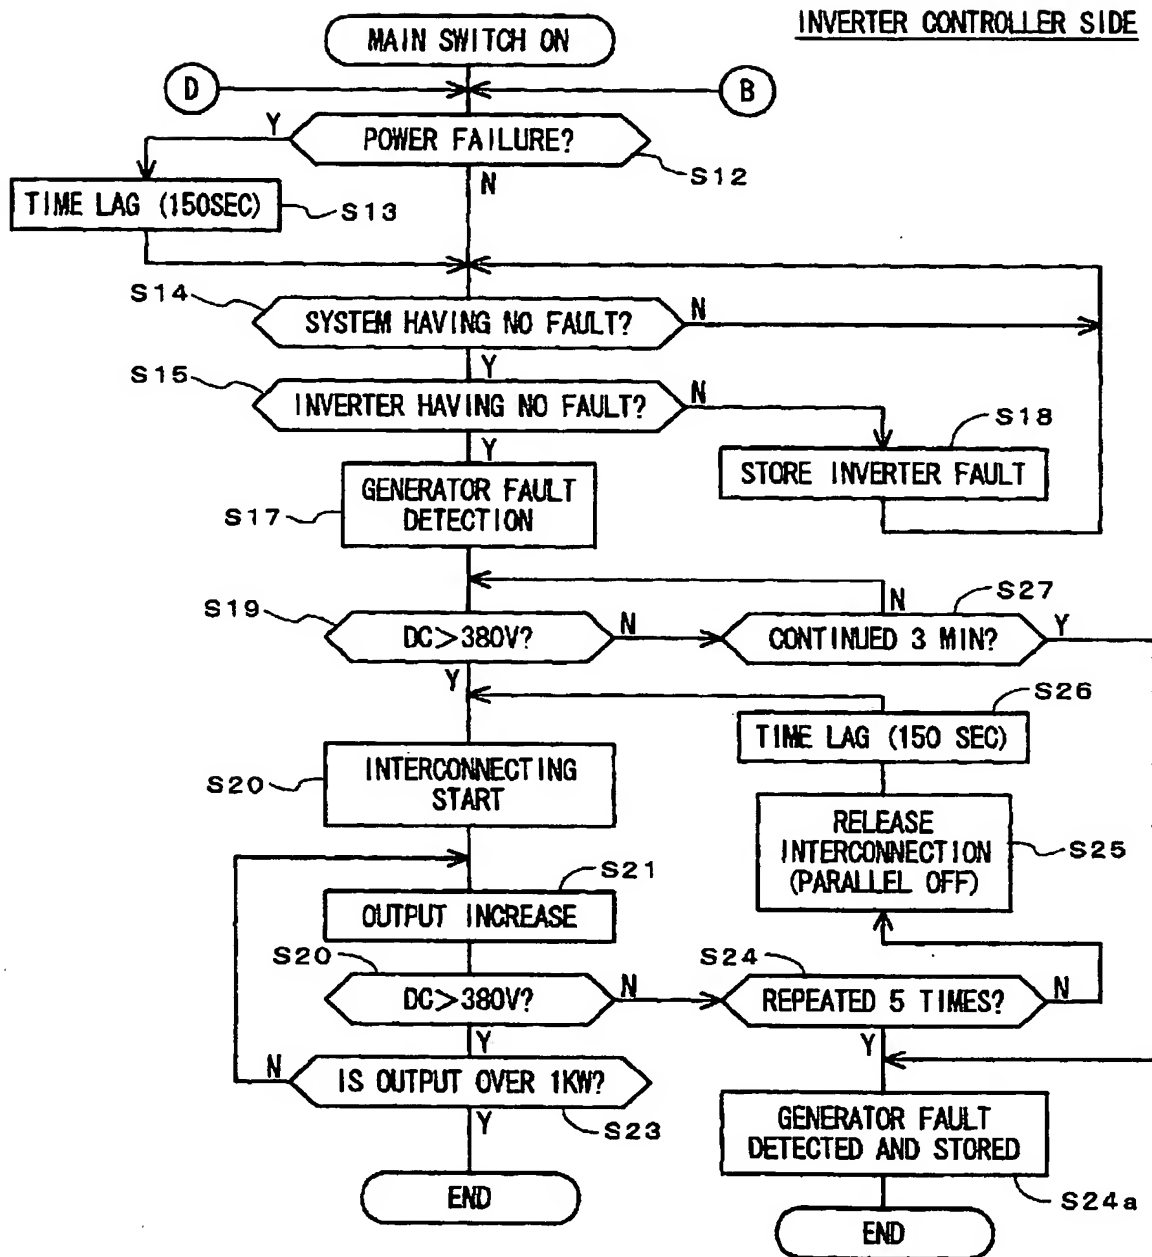 INVERTER CONTROLLER SIDE
MAIN SWITCH ON
D
B
Y
POWER FAILURE?
S12
N
TIME LAG (150SEC)
S13
S14
SYSTEM HAVING NO FAULT?
N
Y
S15
INVERTER HAVING NO FAULT?
N
S18
Y
STORE INVERTER FAULT
GENERATOR FAULT
DETECTION
S17
S19
DC>380V?
N
N
S27
CONTINUED 3 MIN?
Y
Y
S26
TIME LAG (150 SEC)
S20
INTERCONNECTING
START
RELEASE
INTERCONNECTION
(PARALLEL OFF)
S25
S21
OUTPUT INCREASE
S20
DC>380V?
N
S24
REPEATED 5 TIMES?
N
Y
Y
N
IS OUTPUT OVER 1KW?
Y
S23
GENERATOR FAULT
DETECTED AND STORED
S24a
END
END